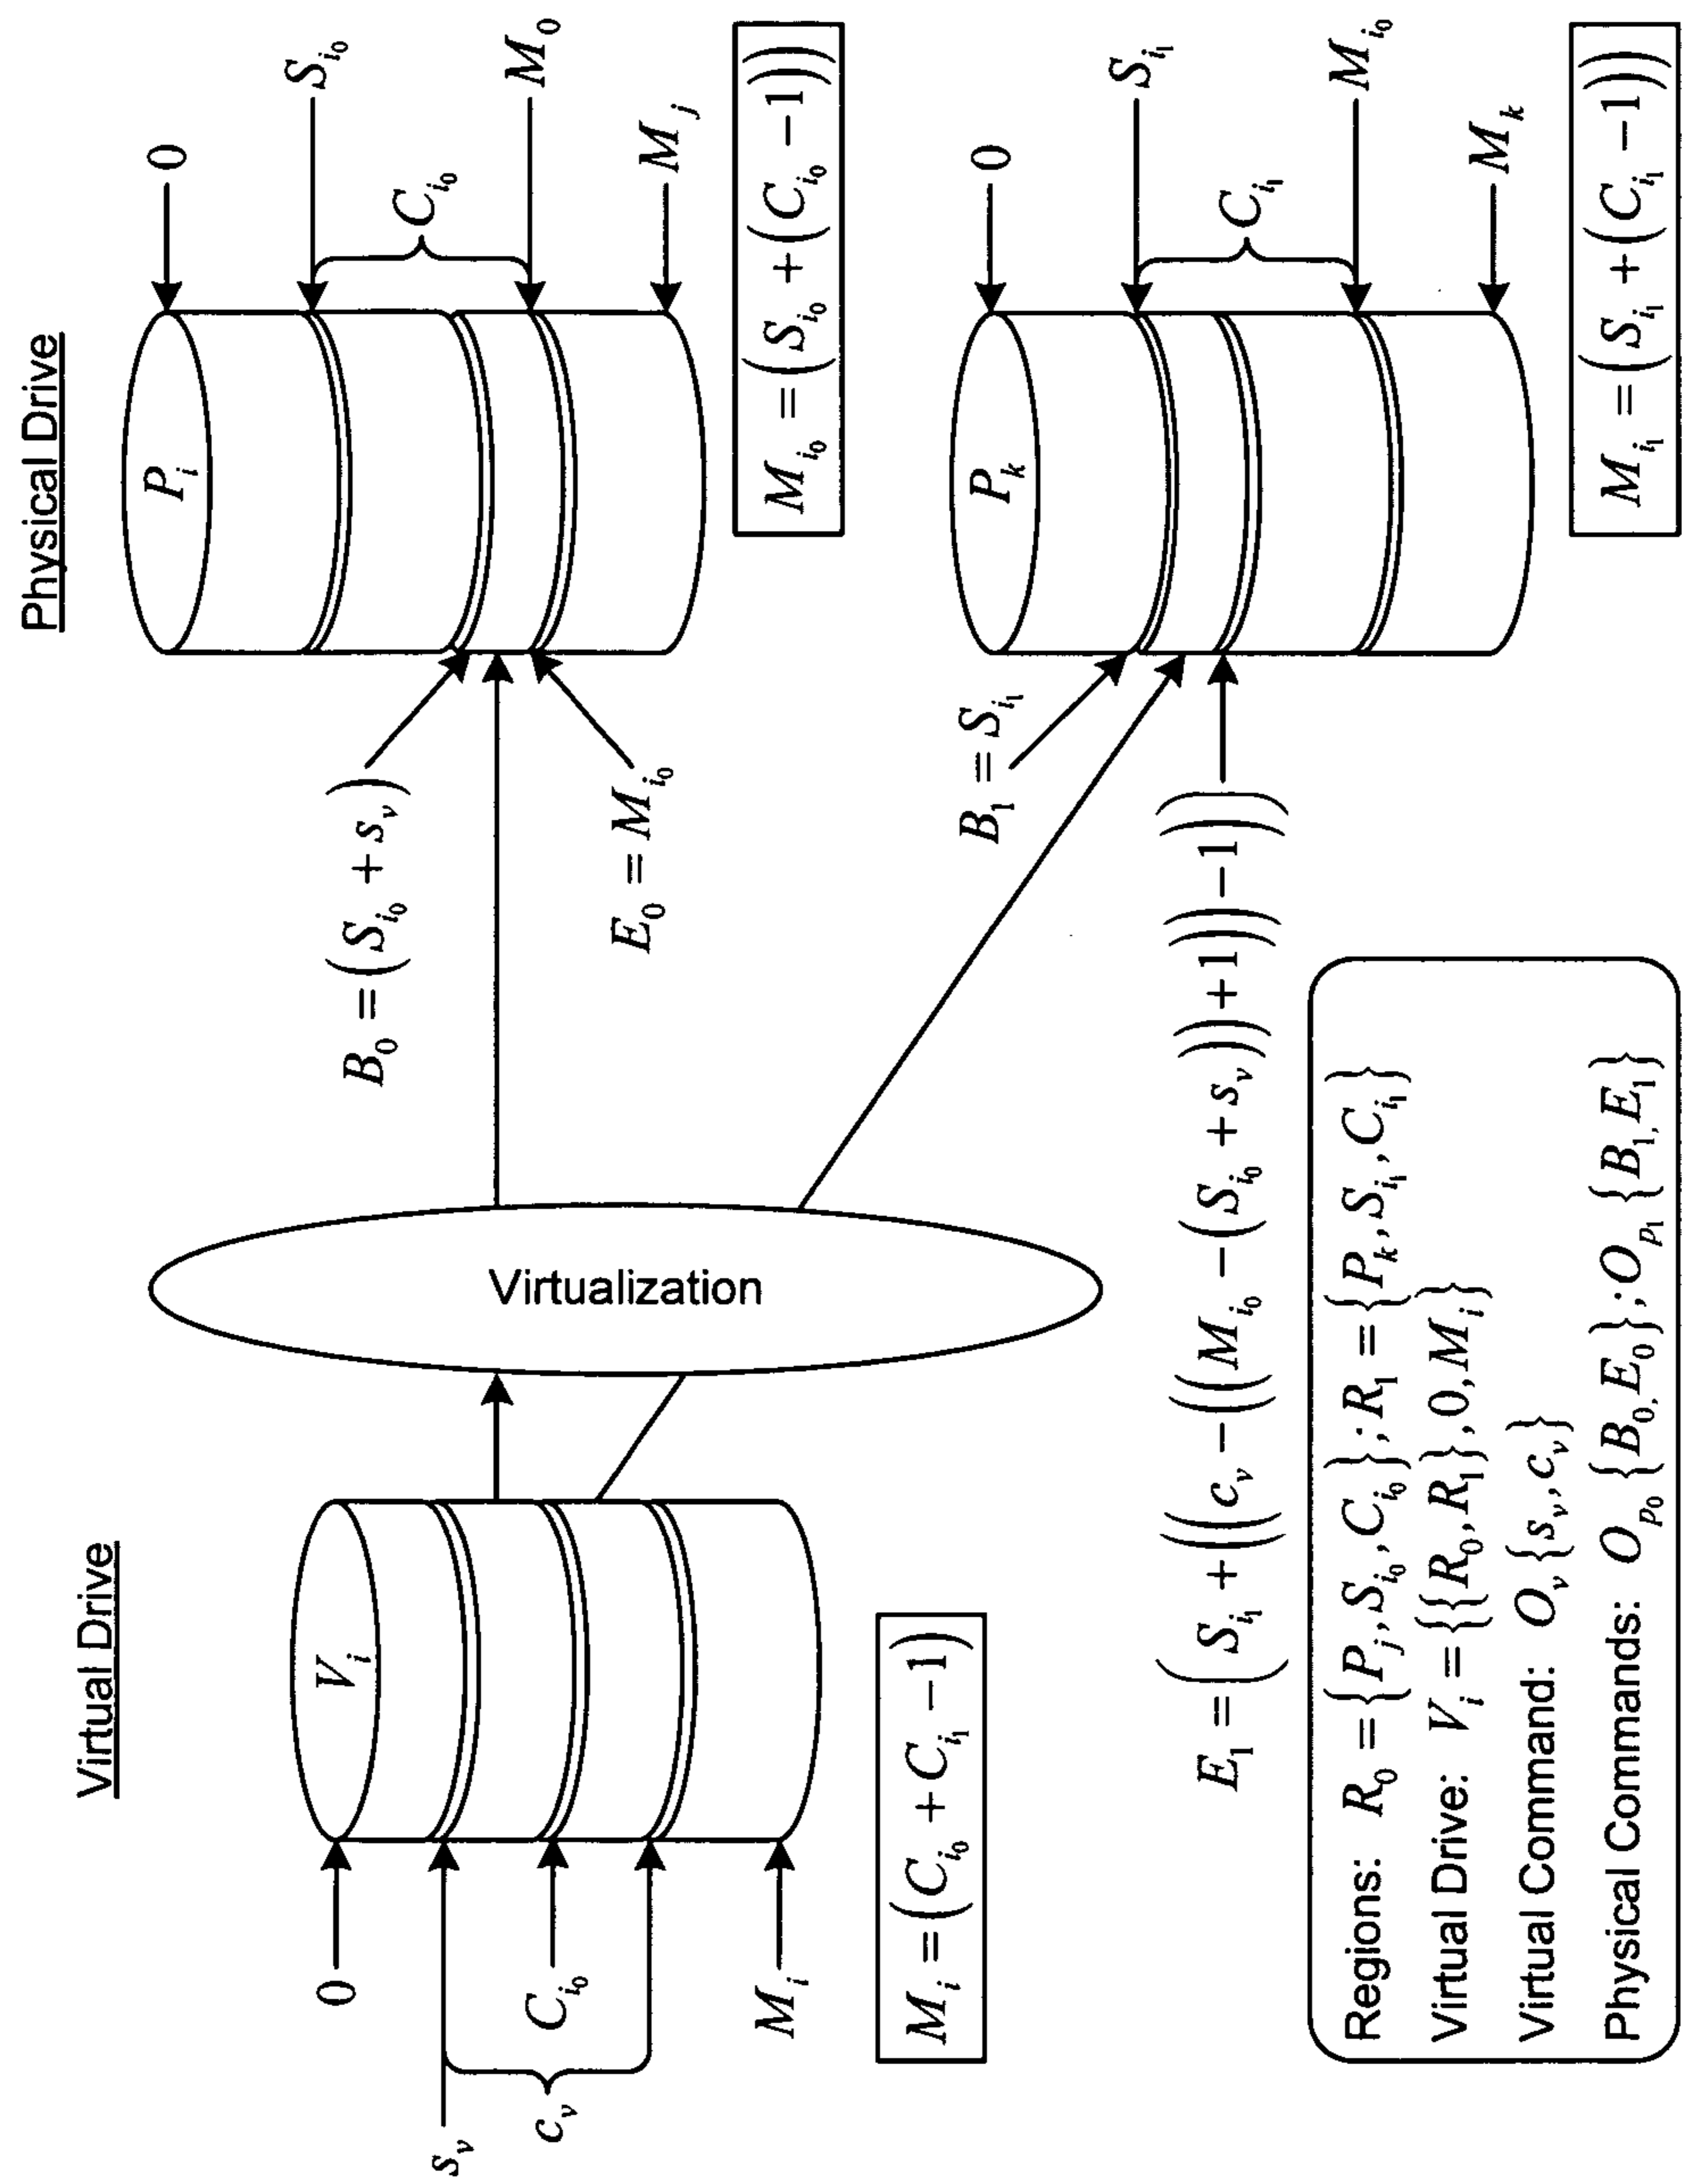 Virtual Drive
Physical Drive
V_i
0
s_v
c_v
C_{i_0}
M_i
M_i = (C_{i_0} + C_{i_1} −1)
Virtualization
B_0 = (S_{i_0} + s_v)
E_0 = M_{i_0}
P_i
0
S_{i_0}
C_{i_0}
M_0
M_j
M_{i_0} = (S_{i_0} + (C_{i_0} −1))
B_1 = S_{i_1}
E_1 = (S_{i_1} + ((c_v − ((M_{i_0} − (S_{i_0} + s_v)) +1)) −1))
P_k
0
S_{i_1}
C_{i_1}
M_{i_0}
M_k
M_{i_1} = (S_{i_1} + (C_{i_1} −1))
Regions: R_0 = {P_j, S_{i_0}, C_{i_0}}; R_1 = {P_k, S_{i_1}, C_{i_1}}
Virtual Drive: V_i = {{R_0, R_1}, 0, M_i}
Virtual Command: O_v {s_v, c_v}
Physical Commands: O_{p_0} {B_0, E_0}; O_{p_1} {B_1, E_1}